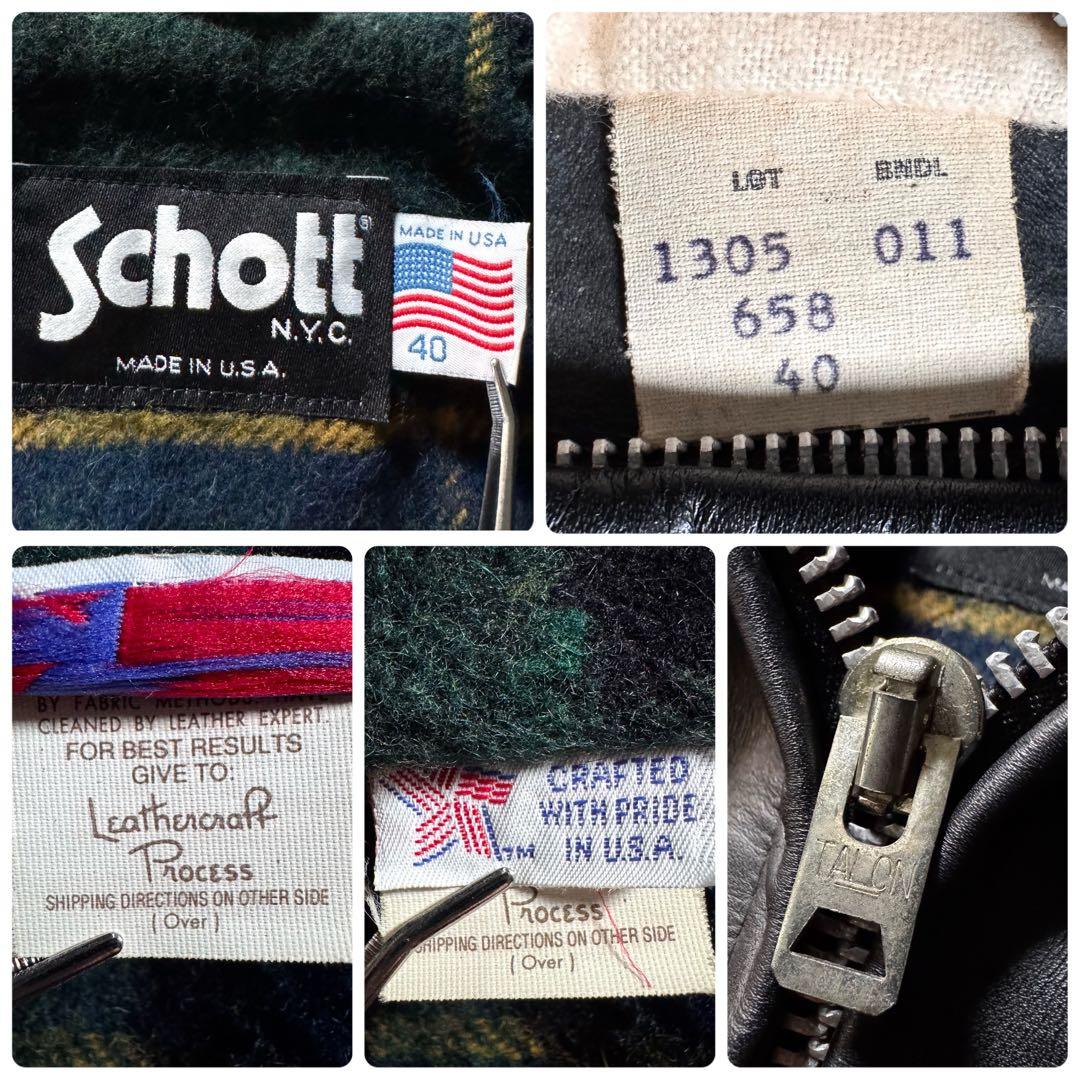 Schott
N.Y.C.
MADE IN U.S.A.
MADE IN USA
40
LOT BNDL
1305 011
658
40
BY FABRIC METHODS.
CLEANED BY LEATHER EXPERT.
FOR BEST RESULTS
GIVE TO:
Leathercraft
Process
SHIPPING DIRECTIONS ON OTHER SIDE
( Over )
CRAFTED
WITH PRIDE
IN U.S.A.
TM
Process
SHIPPING DIRECTIONS ON OTHER SIDE
( Over )
TALON